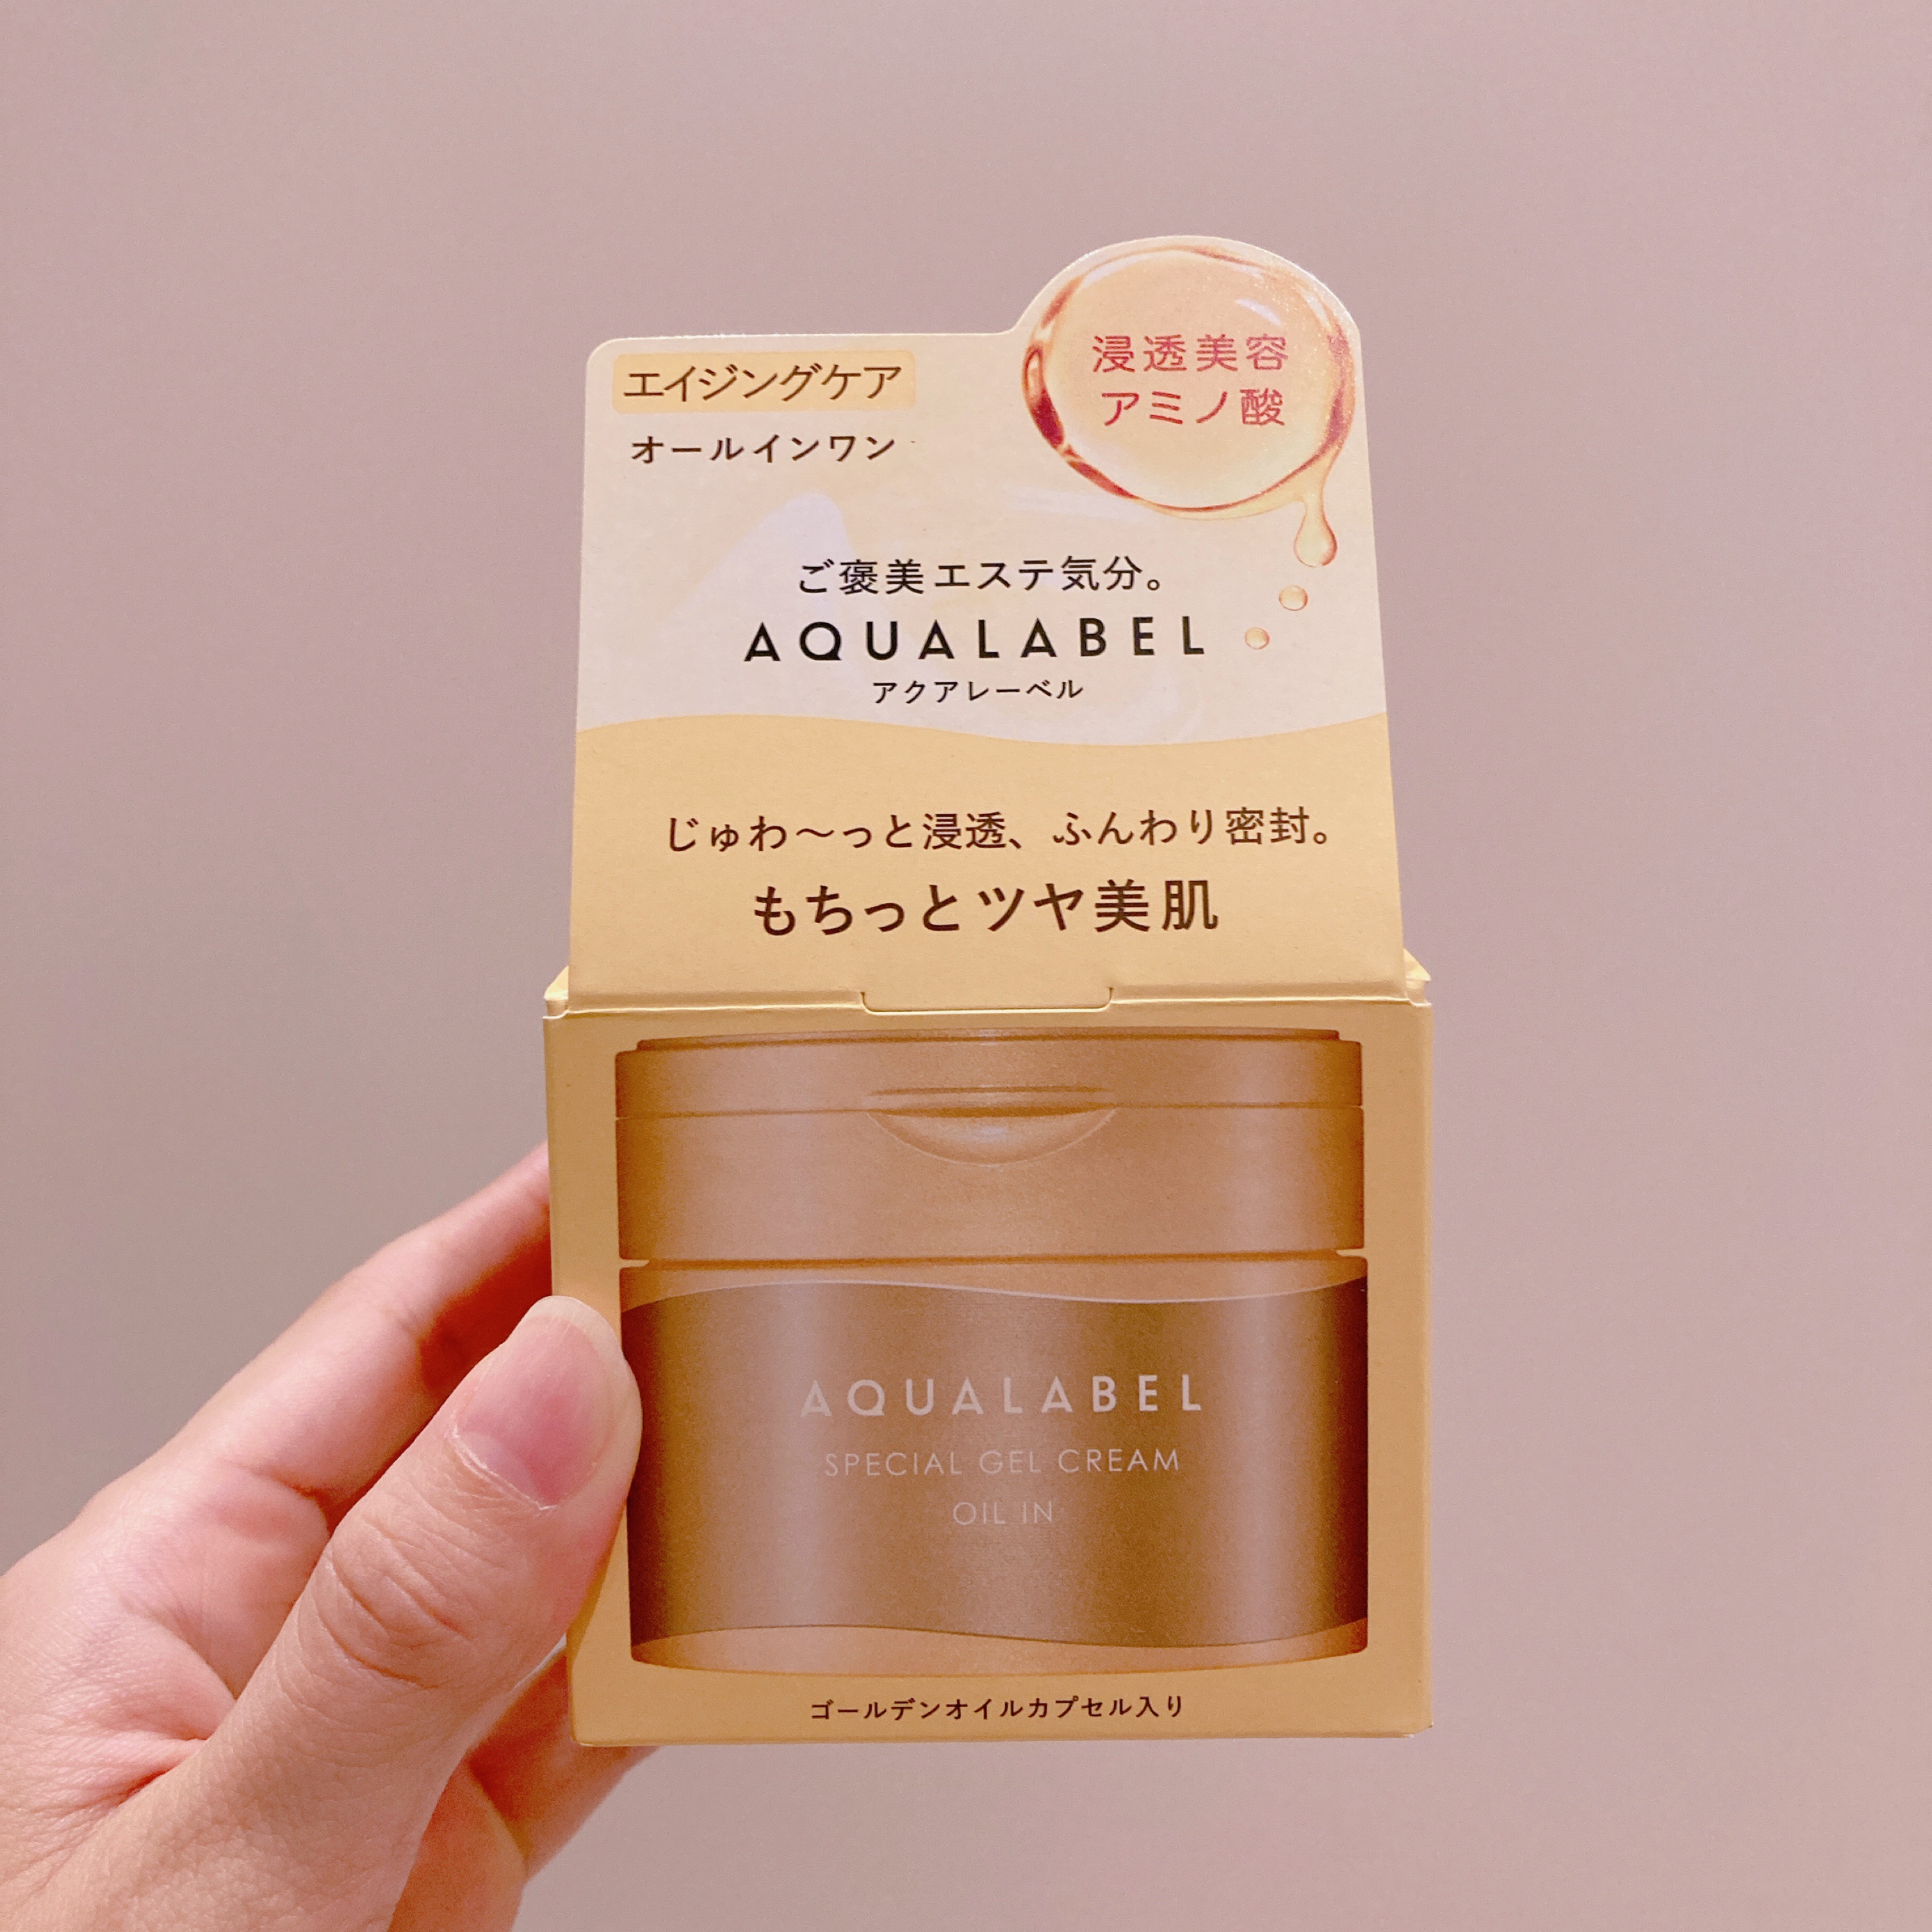 浸透美容
アミノ酸
エイジングケア
オールインワン
ご褒美エステ気分。
AQUALABEL
アクアレーベル
じゅわ〜っと浸透、ふんわり密封。
もちっとツヤ美肌
AQUALABEL
SPECIAL GEL CREAM
OIL IN
ゴールデンオイルカプセル入り